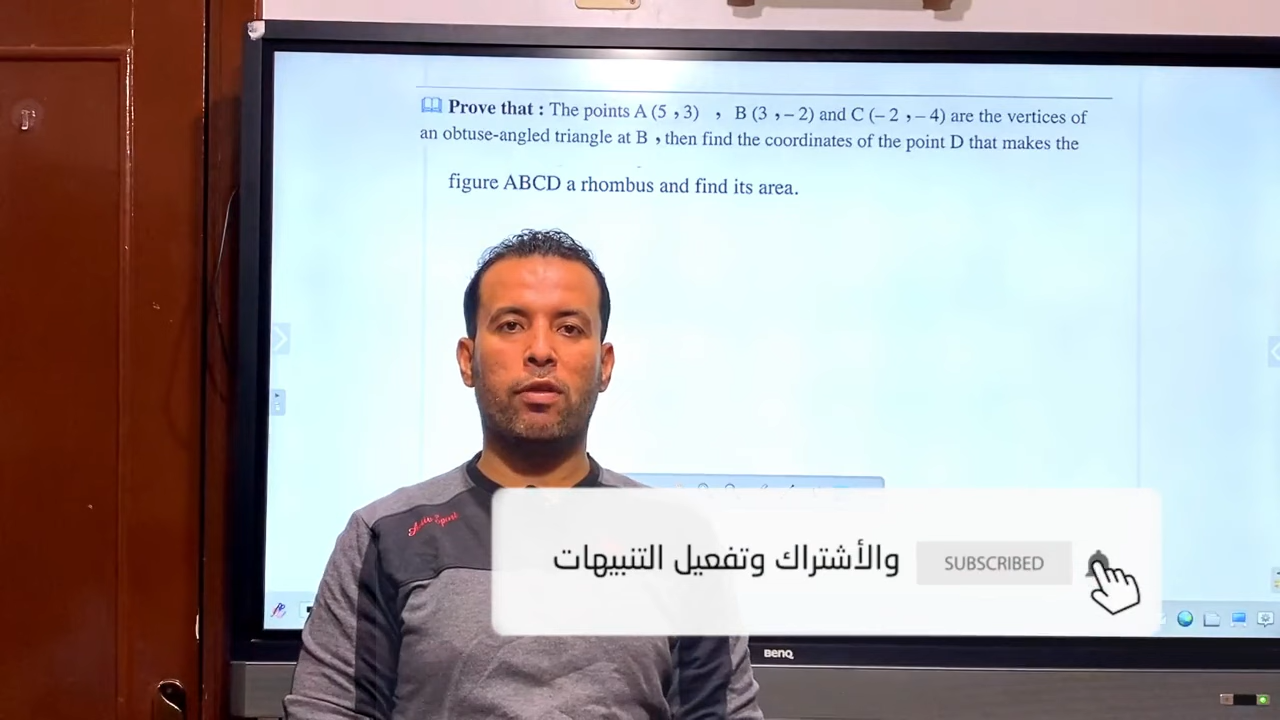 Prove that : The points A (5 , 3) , B (3 , – 2) and C (– 2 , – 4) are the vertices of
an obtuse-angled triangle at B , then find the coordinates of the point D that makes the
figure ABCD a rhombus and find its area.
والأشتراك وتفعيل التنبيهات
SUBSCRIBED
BenQ